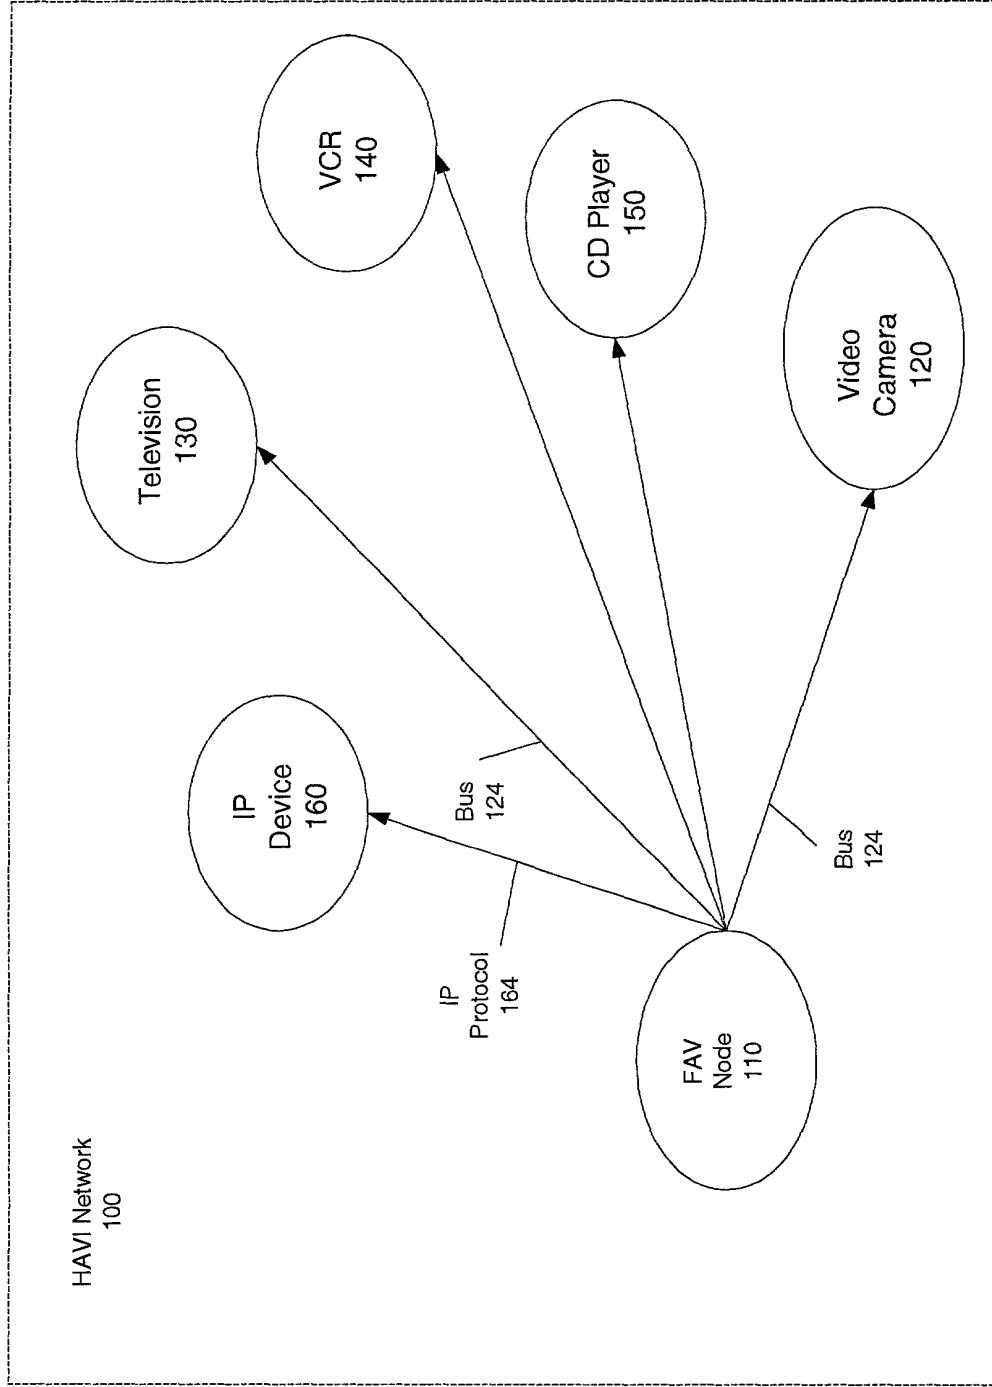 HAVI Network
100
IP
Device
160
Television
130
VCR
140
IP
Protocol
164
Bus
124
CD Player
150
FAV
Node
110
Bus
124
Video
Camera
120